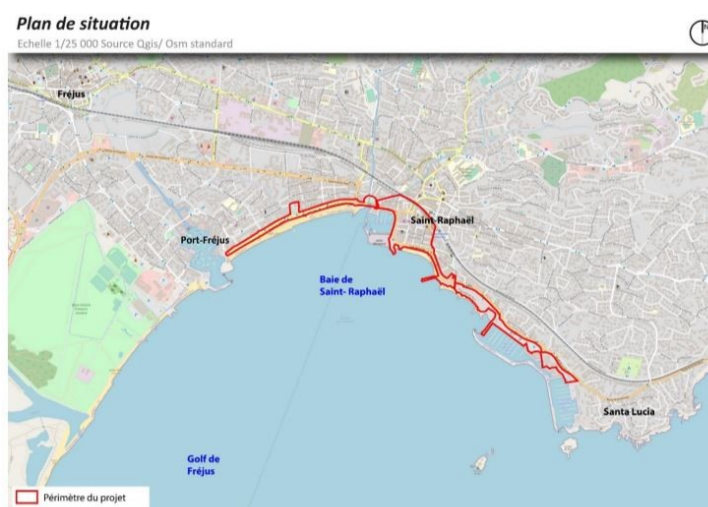 Plan de situation
Echelle 1/25 000 Source Qgis/ Osm standard
Fréjus
Saint-Raphaël
Port-Fréjus
Baie de
Saint- Raphaël
Santa Lucia
Golf de
Fréjus
Périmètre du projet